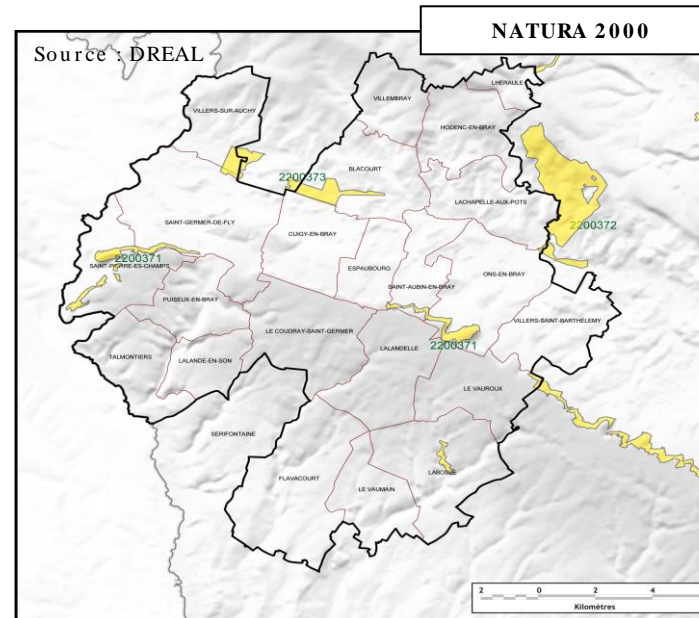 NATURA 2000
Source : DREAL
LHERAULE
VILLEMBRAY
VILLERS-SUR-AUCHY
HODENC-EN-BRAY
BLACOURT
2200373
LACHAPELLE-AUX-POTS
SAINT-GERMER-DE-FLY
2200372
CUIGY-EN-BRAY
2200371
SAINT-PIERRE-ES-CHAMPS
ESPAUBOURG
ONS-EN-BRAY
SAINT-AUBIN-EN-BRAY
PUISEUX-EN-BRAY
VILLERS-SAINT-BARTHELEMY
LE COUDRAY-SAINT-GERMER
2200371
LALANDELLE
TALMONTIERS
LALANDE-EN-SON
LE VAUROUX
SERIFONTAINE
LABOSSE
FLAVACOURT
LE VAUMAIN
2 0 2 4
Kilomètres